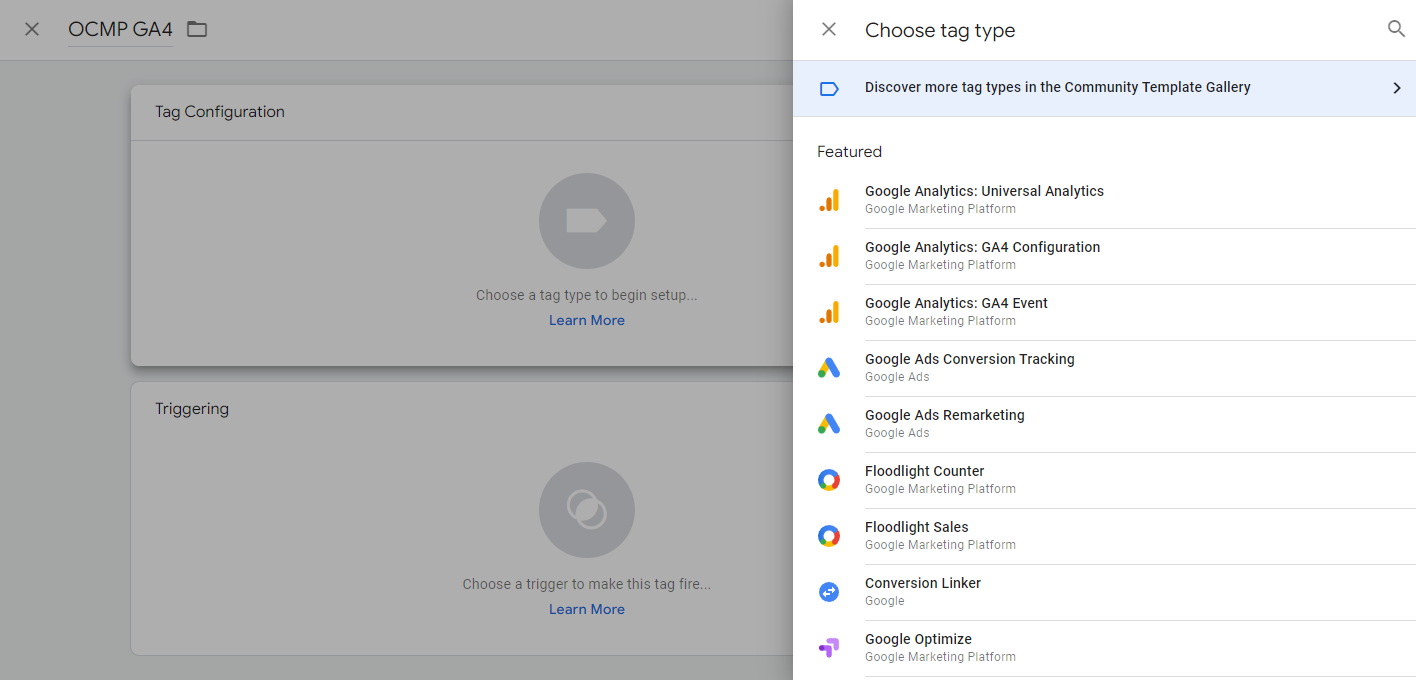 OCMP GA4
Tag Configuration
Choose a tag type to begin setup...
Learn More
Triggering
Choose a trigger to make this tag fire...
Learn More
Choose tag type
Discover more tag types in the Community Template Gallery
Featured
Google Analytics: Universal Analytics
Google Marketing Platform
Google Analytics: GA4 Configuration
Google Marketing Platform
Google Analytics: GA4 Event
Google Marketing Platform
Google Ads Conversion Tracking
Google Ads
Google Ads Remarketing
Google Ads
Floodlight Counter
Google Marketing Platform
Floodlight Sales
Google Marketing Platform
Conversion Linker
Google
Google Optimize
Google Marketing Platform